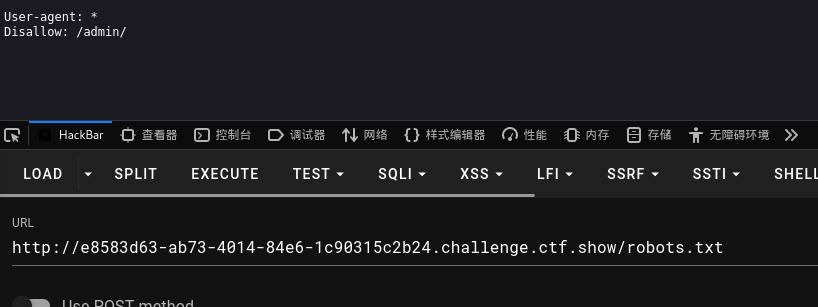 User-agent: *
Disallow: /admin/
HackBar 查看器 控制台 调试器 网络 样式编辑器 性能 内存 存储 无障碍环境
LOAD SPLIT EXECUTE TEST SQLI XSS LFI SSRF SSTI SHELL
URL
http://e8583d63-ab73-4014-84e6-1c90315c2b24.challenge.ctf.show/robots.txt
Use POST method